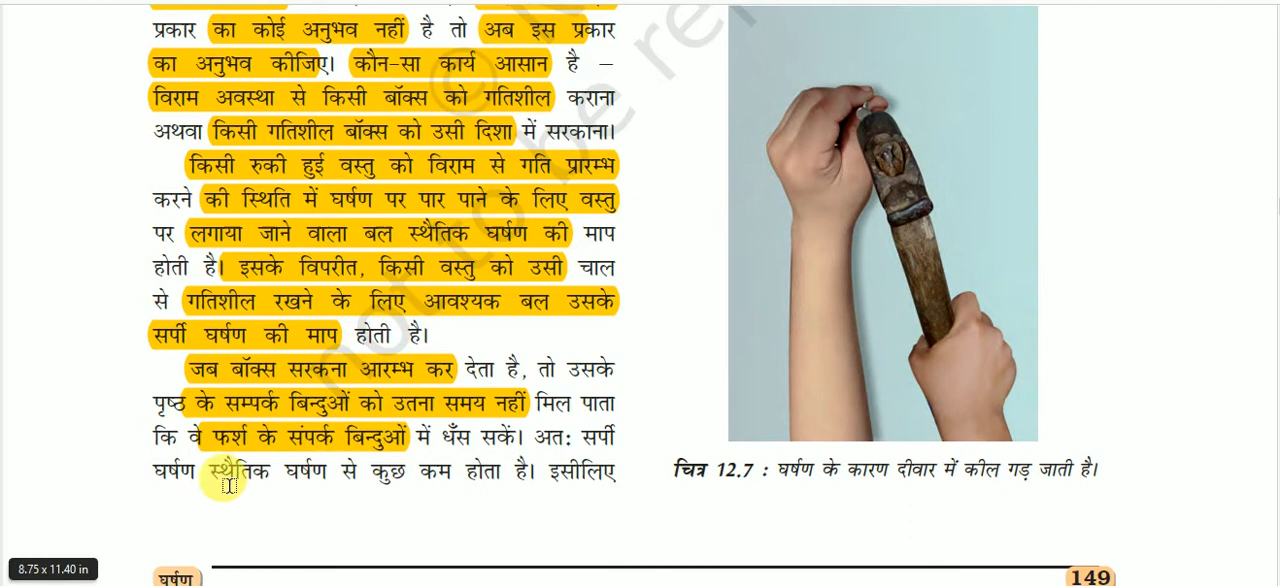 प्रकार का कोई अनुभव नहीं है तो अब इस प्रकार
का अनुभव कीजिए। कौन-सा कार्य आसान है –
विराम अवस्था से किसी बॉक्स को गतिशील कराना
अथवा किसी गतिशील बॉक्स को उसी दिशा में सरकाना।
किसी रुकी हुई वस्तु को विराम से गति प्रारम्भ
करने की स्थिति में घर्षण पर पार पाने के लिए वस्तु
पर लगाया जाने वाला बल स्थैतिक घर्षण की माप
होती है। इसके विपरीत, किसी वस्तु को उसी चाल
से गतिशील रखने के लिए आवश्यक बल उसके
सर्पी घर्षण की माप होती है।
जब बॉक्स सरकना आरम्भ कर देता है, तो उसके
पृष्ठ के सम्पर्क बिन्दुओं को उतना समय नहीं मिल पाता
कि वे फर्श के संपर्क बिन्दुओं में धँस सकें। अत: सर्पी
घर्षण स्थैतिक घर्षण से कुछ कम होता है। इसीलिए
चित्र 12.7 : घर्षण के कारण दीवार में कील गड़ जाती है।
not to be re
©
8.75 x 11.40 in
घर्षण
149